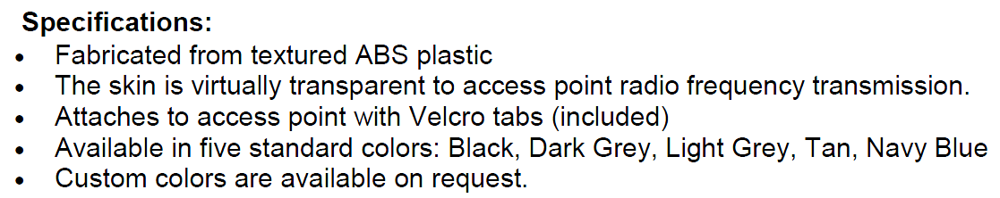 Specifications:
• Fabricated from textured ABS plastic
• The skin is virtually transparent to access point radio frequency transmission.
• Attaches to access point with Velcro tabs (included)
• Available in five standard colors: Black, Dark Grey, Light Grey, Tan, Navy Blue
• Custom colors are available on request.